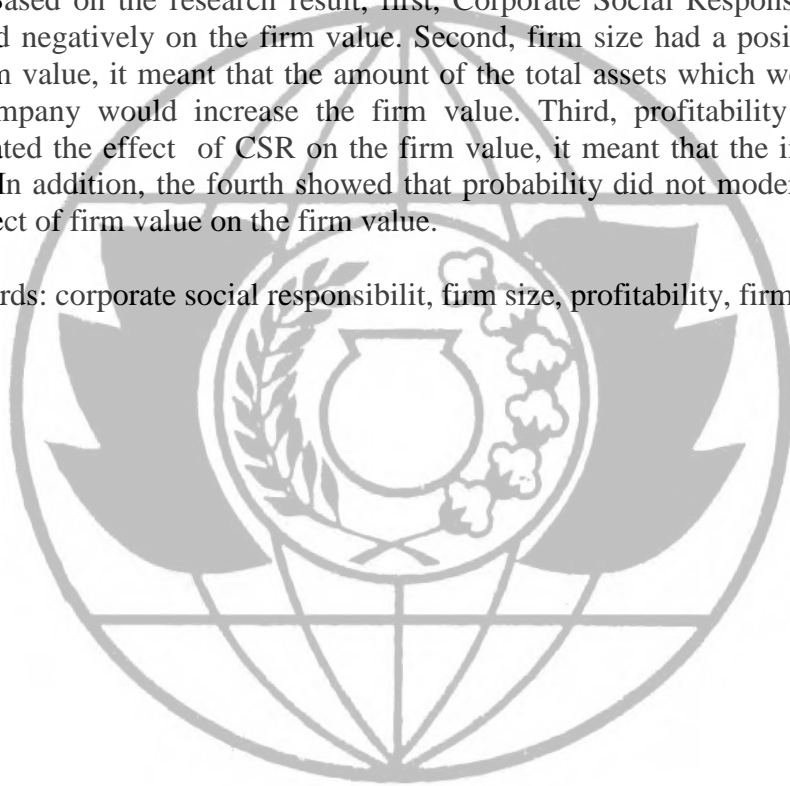 Based on the research result, first, Corporate Social Respons
d negatively on the firm value. Second, firm size had a posi
m value, it meant that the amount of the total assets which we
mpany would increase the firm value. Third, profitability
ated the effect of CSR on the firm value, it meant that the i
In addition, the fourth showed that probability did not moder
ect of firm value on the firm value.
rds: corporate social responsibilit, firm size, profitability, firm